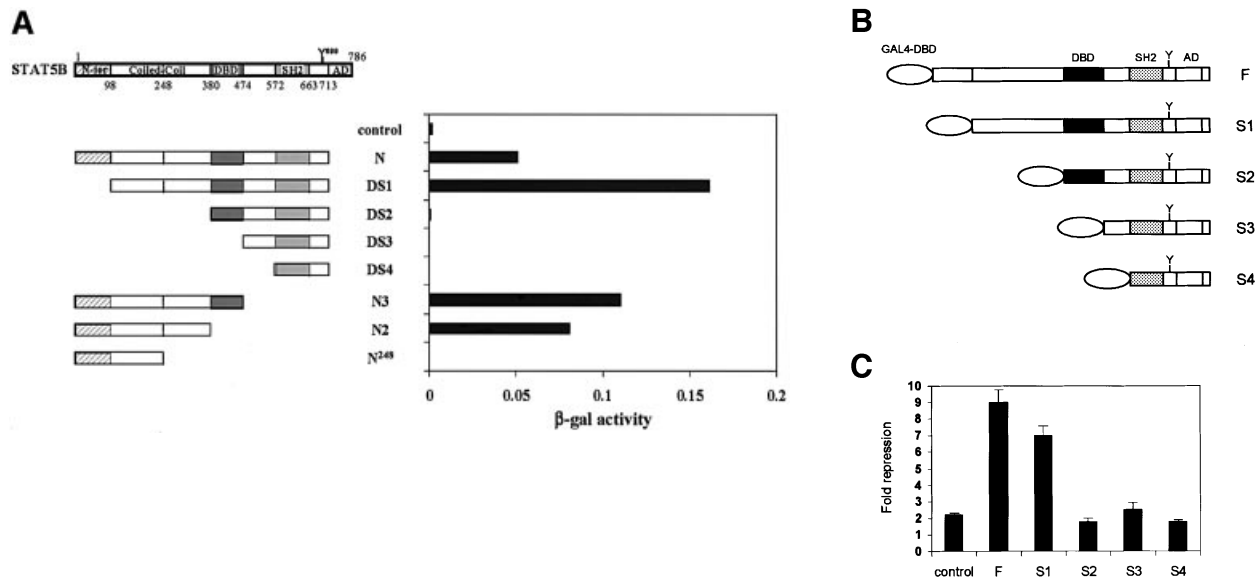 A
1
786
STAT5B
N-ter Coiled-Coil DBD SH2 AD
98 248 380 474 572 663 713
control
N
DS1
DS2
DS3
DS4
N3
N2
N248
0 0.05 0.1 0.15 0.2
β-gal activity
B
GAL4-DBD DBD SH2 Y AD
F
Y
S1
Y
S2
Y
S3
Y
S4
C
Fold repression
10
9
8
7
6
5
4
3
2
1
0
control F S1 S2 S3 S4